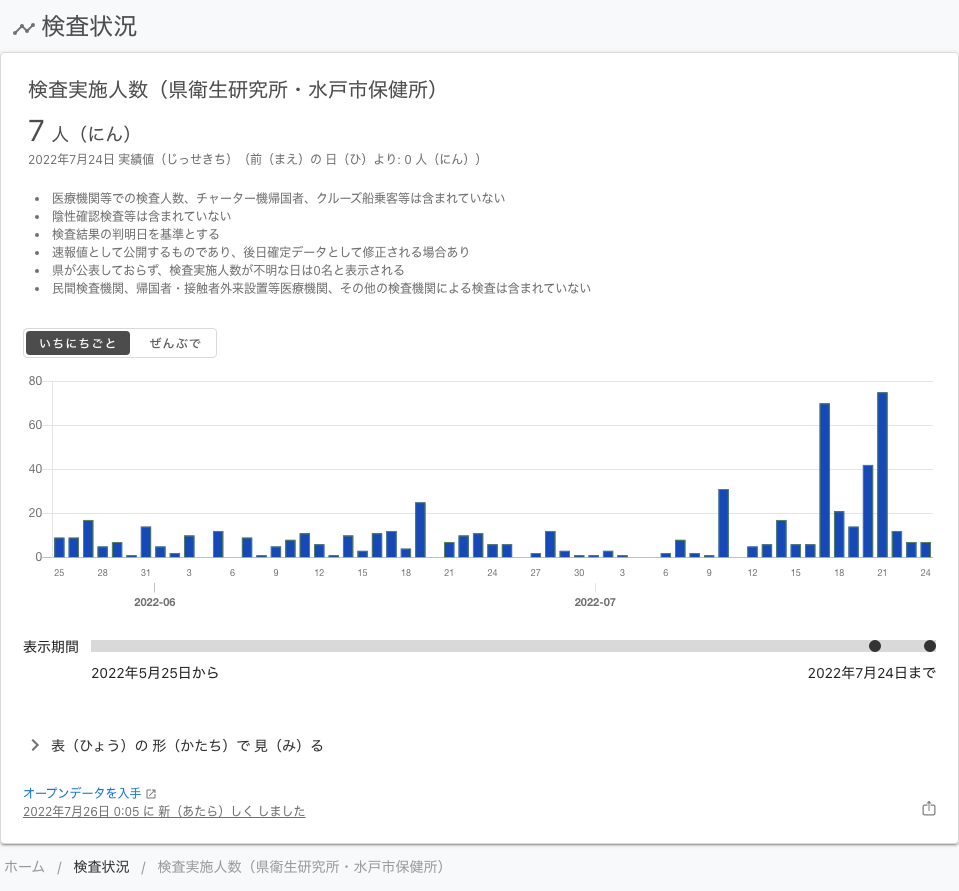 検査状況
検査実施人数（県衛生研究所・水戸市保健所）
7 人（にん）
2022年7月24日 実績値（じっせきち）（前（まえ）の 日（ひ）より: 0 人（にん））
• 医療機関等での検査人数、チャーター機帰国者、クルーズ船乗客等は含まれていない
• 陰性確認検査等は含まれていない
• 検査結果の判明日を基準とする
• 速報値として公開するものであり、後日確定データとして修正される場合あり
• 県が公表しておらず、検査実施人数が不明な日は0名と表示される
• 民間検査機関、帰国者・接触者外来設置等医療機関、その他の検査機関による検査は含まれていない
いちにちごと ぜんぶで
80
60
40
20
0
25 28 31 3 6 9 12 15 18 21 24 27 30 3 6 9 12 15 18 21 24
2022-06 2022-07
表示期間
2022年5月25日から 2022年7月24日まで
表（ひょう）の 形（かたち）で 見（み）る
オープンデータを入手
2022年7月26日 0:05 に 新（あたら）しく しました
ホーム / 検査状況 / 検査実施人数（県衛生研究所・水戸市保健所）